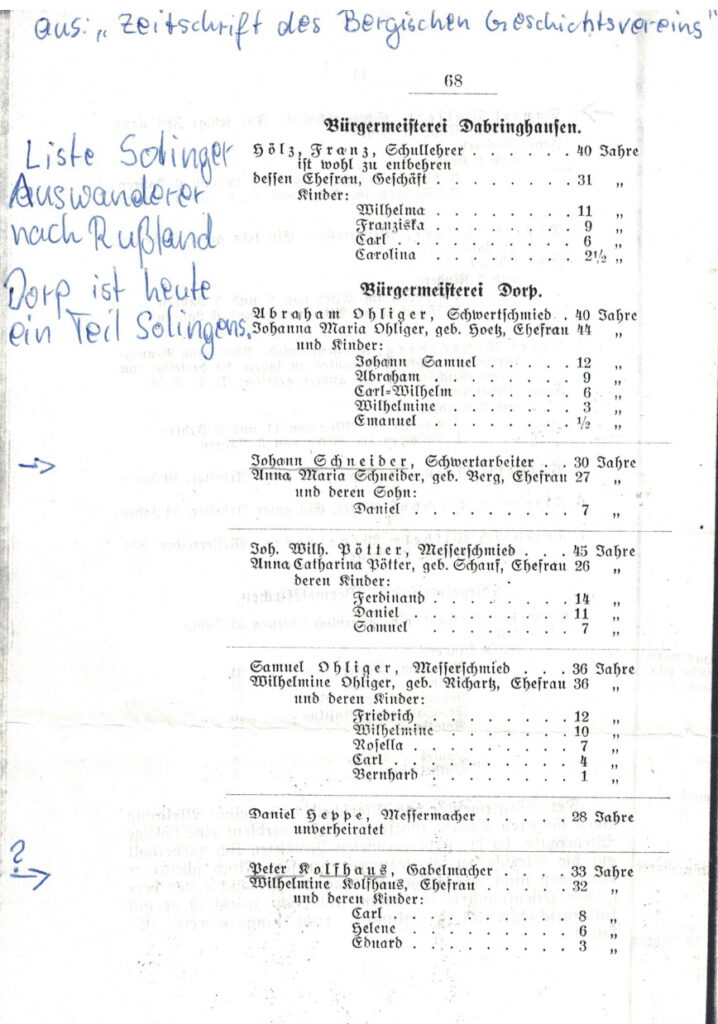 aus: „Zeitschrift des Bergischen Geschichtsvereins"
68
Liste Solinger
Auswanderer
nach Rußland
Dorp ist heute
ein Teil Solingens.
Bürgermeisterei Dabringhausen.
Hölz, Franz, Schullehrer . . . . . . 40 Jahre
ist wohl zu entbehren
dessen Ehefrau, Geschäft . . . . . . . 31 „
Kinder:
Wilhelma . . . . . . . 11 „
Franziska . . . . . . . 9 „
Carl . . . . . . . . . 6 „
Carolina . . . . . . . 2½ „
Bürgermeisterei Dorp.
Abraham Ohliger, Schwertschmied . 40 Jahre
Johanna Maria Ohliger, geb. Hoetz, Ehefrau 44 „
und Kinder:
Johann Samuel . . . . . 12 „
Abraham . . . . . . . 9 „
Carl=Wilhelm . . . . . 6 „
Wilhelmine . . . . . . 3 „
Emanuel . . . . . . . ½ „
Johann Schneider, Schwertarbeiter . . 30 Jahre
Anna Maria Schneider, geb. Berg, Ehefrau 27 „
und deren Sohn:
Daniel . . . . . . . . 7 „
Joh. Wilh. Pötter, Messerschmied . . . 45 Jahre
Anna Catharina Pötter, geb. Schauf, Ehefrau 26 „
deren Kinder:
Ferdinand . . . . . . . 14 „
Daniel . . . . . . . . 11 „
Samuel . . . . . . . 7 „
Samuel Ohliger, Messerschmied . . . 36 Jahre
Wilhelmine Ohliger, geb. Richartz, Ehefrau 36 „
und deren Kinder:
Friedrich . . . . . . . 12 „
Wilhelmine . . . . . . 10 „
Rosella . . . . . . . . 7 „
Carl . . . . . . . . . 4 „
Bernhard . . . . . . . 1 „
Daniel Heppe, Messermacher . . . . . 28 Jahre
unverheiratet
?
Peter Kolfhaus, Gabelmacher . . . . 33 Jahre
Wilhelmine Kolfhaus, Ehefrau . . . . . 32 „
und deren Kinder:
Carl . . . . . . . . . 8 „
Helene . . . . . . . . 6 „
Eduard . . . . . . . . 3 „